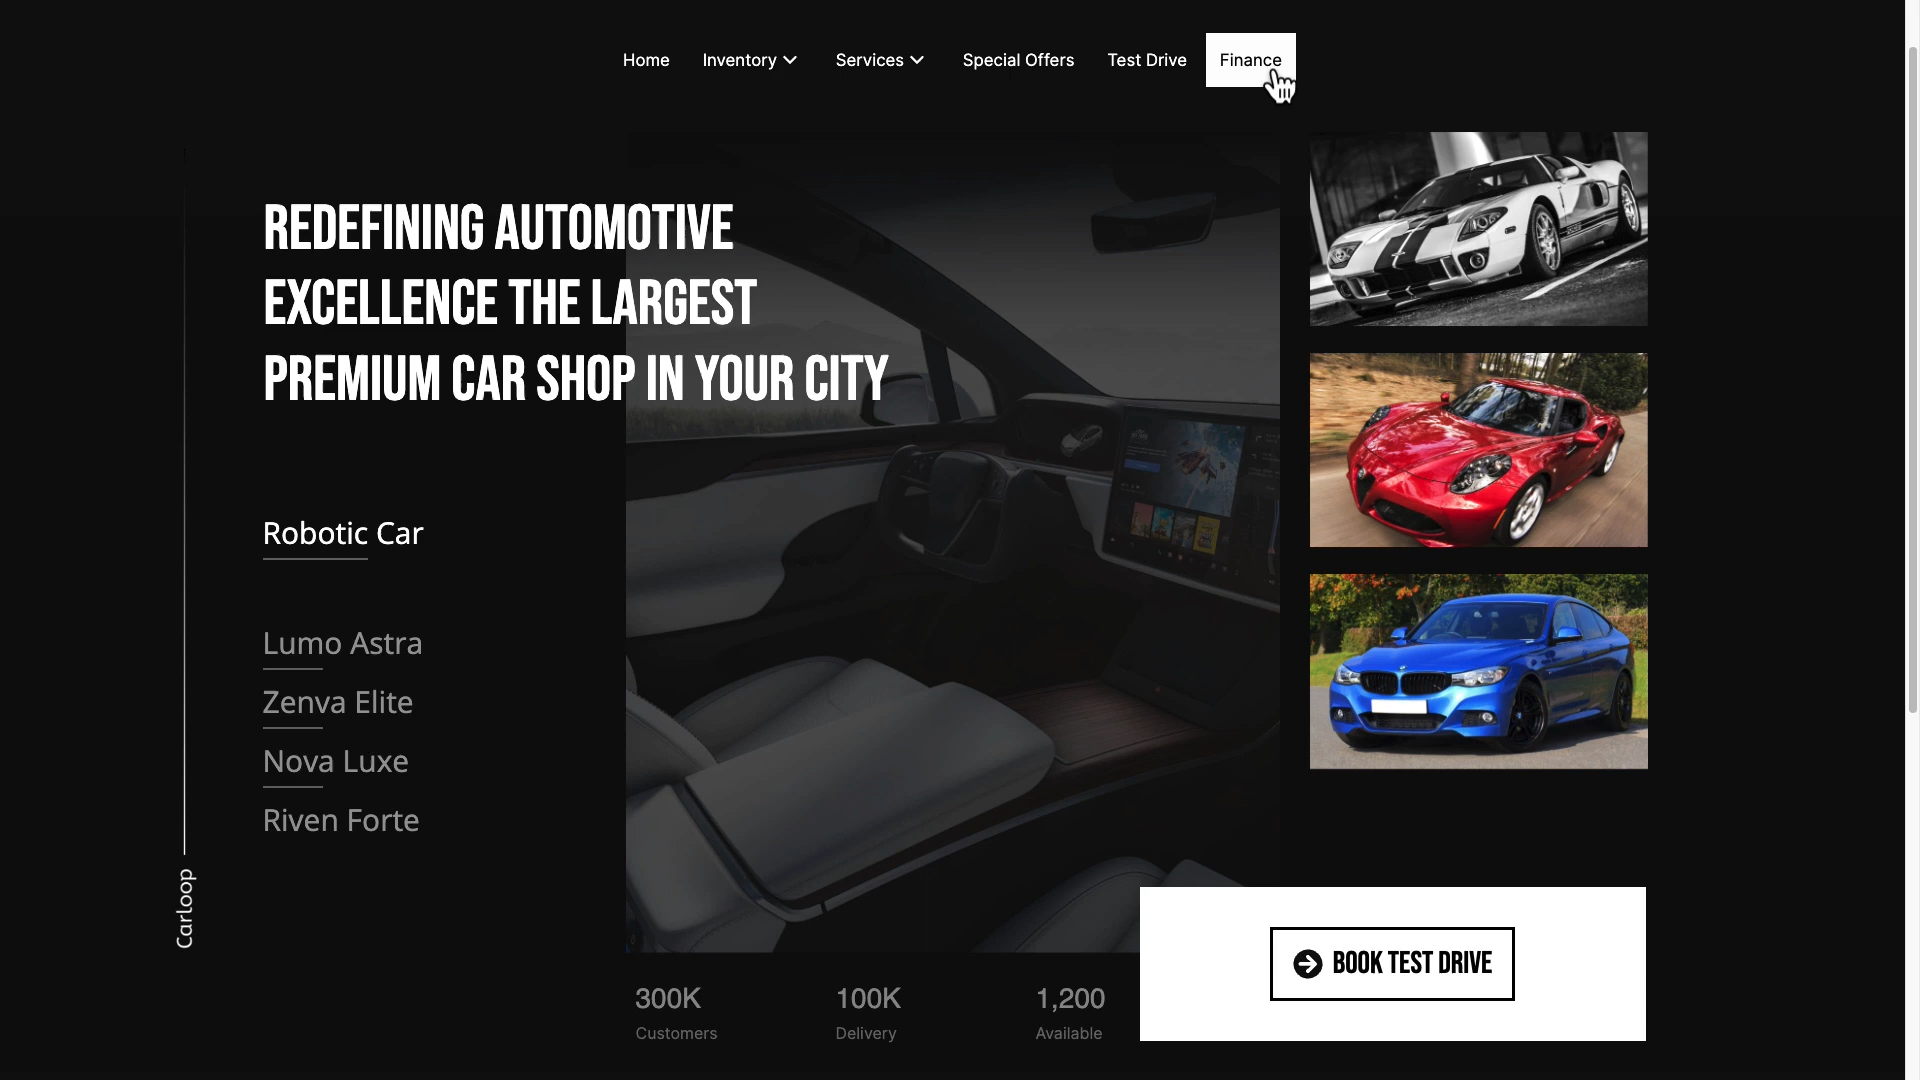 Home
Inventory
Services
Special Offers
Test Drive
Finance
REDEFINING AUTOMOTIVE
EXCELLENCE THE LARGEST
PREMIUM CAR SHOP IN YOUR CITY
Robotic Car
Lumo Astra
Zenva Elite
Nova Luxe
Riven Forte
Carloop
300K
Customers
100K
Delivery
1,200
Available
BOOK TEST DRIVE